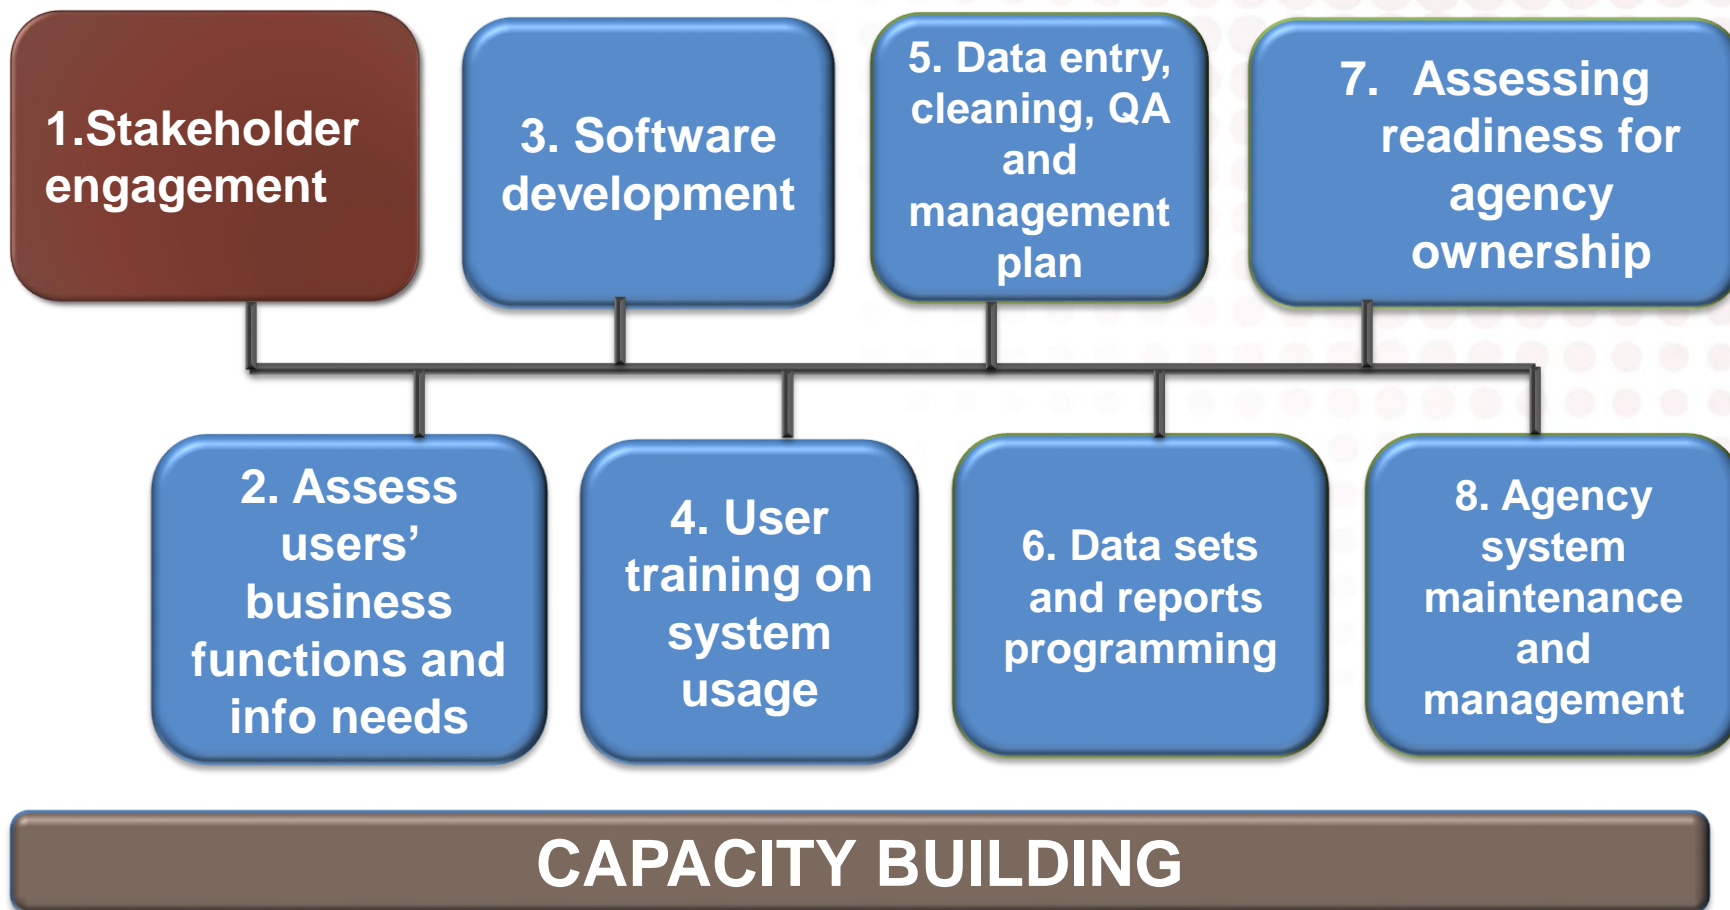 1.Stakeholder
engagement
2. Assess
users’
business
functions and
info needs
3. Software
development
4. User
training on
system
usage
5. Data entry,
cleaning, QA
and
management
plan
6. Data sets
and reports
programming
7. Assessing
readiness for
agency
ownership
8. Agency
system
maintenance
and
management
CAPACITY BUILDING